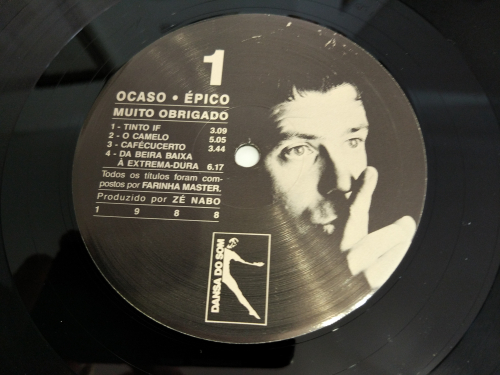 1
OCASO • ÉPICO
MUITO OBRIGADO
1 - TINTO IF 3.09
2 - O CAMELO 5.05
3 - CAFÉCUCERTO 3.44
4 - DA BEIRA BAIXA
À EXTREMA-DURA 6.17
Todos os títulos foram com-
postos por FARINHA MASTER.
Produzido por ZÉ NABO
1 9 8 8
DANSA DO SOM